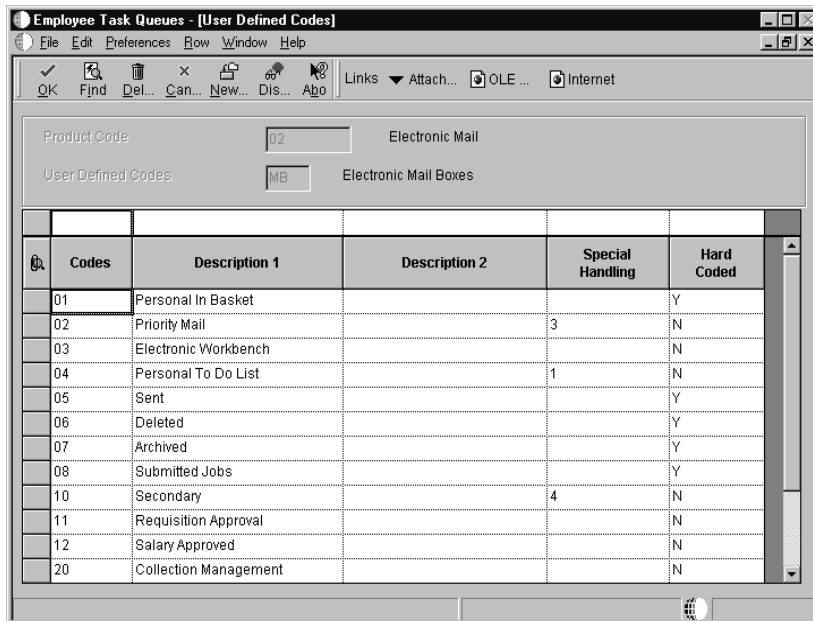 Employee Task Queues - [User Defined Codes]
File Edit Preferences Row Window Help
OK Find Del... Can... New... Dis... Abo Links Attach... OLE ... Internet
Product Code 02 Electronic Mail
User Defined Codes MB Electronic Mail Boxes
Codes Description 1 Description 2 Special Handling Hard Coded
01 Personal In Basket Y
02 Priority Mail 3 N
03 Electronic Workbench N
04 Personal To Do List 1 N
05 Sent Y
06 Deleted Y
07 Archived Y
08 Submitted Jobs Y
10 Secondary 4 N
11 Requisition Approval N
12 Salary Approved N
20 Collection Management N